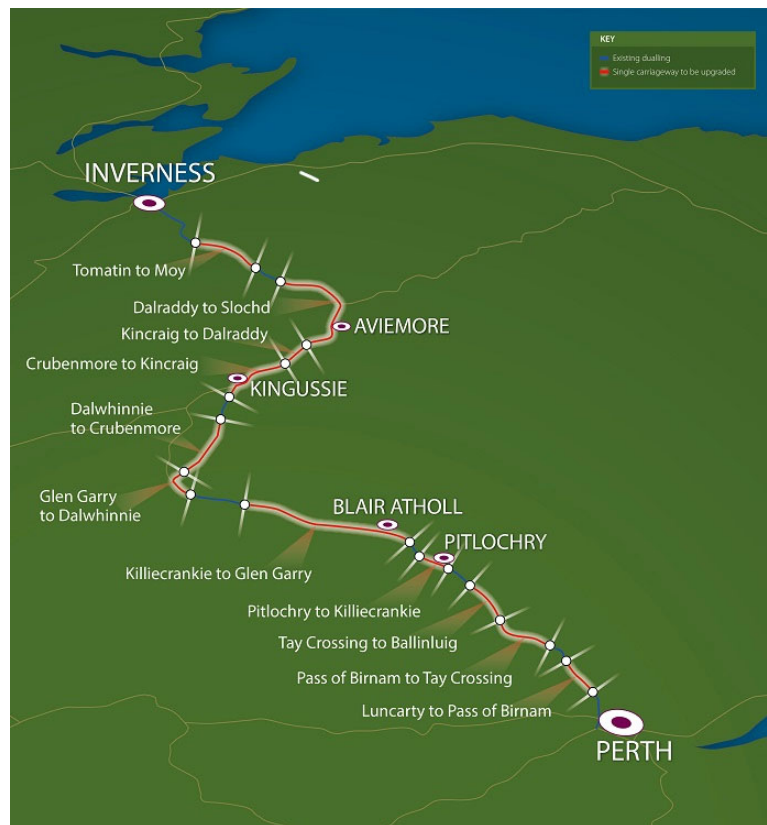 KEY
Existing dualling
Single carriageway to be upgraded
INVERNESS
Tomatin to Moy
Dalraddy to Slochd
AVIEMORE
Kincraig to Dalraddy
Crubenmore to Kincraig
KINGUSSIE
Dalwhinnie
to Crubenmore
Glen Garry
to Dalwhinnie
BLAIR ATHOLL
PITLOCHRY
Killiecrankie to Glen Garry
Pitlochry to Killiecrankie
Tay Crossing to Ballinluig
Pass of Birnam to Tay Crossing
Luncarty to Pass of Birnam
PERTH